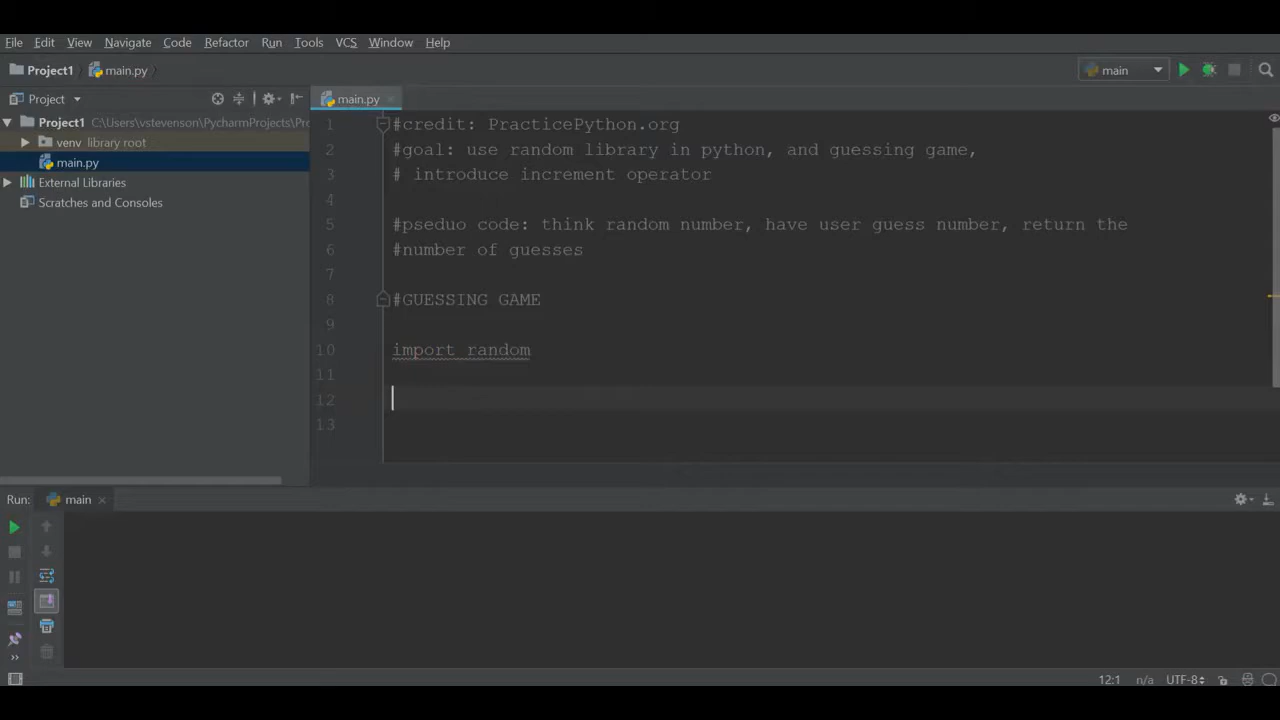 File Edit View Navigate Code Refactor Run Tools VCS Window Help
Project1 main.py main
Project main.py
Project1 C:\Users\vstevenson\PycharmProjects\Pro
venv library root
main.py
External Libraries
Scratches and Consoles
1 #credit: PracticePython.org
2 #goal: use random library in python, and guessing game,
3 # introduce increment operator
4
5 #pseduo code: think random number, have user guess number, return the
6 #number of guesses
7
8 #GUESSING GAME
9
10 import random
11
12
13
Run: main
12:1 n/a UTF-8